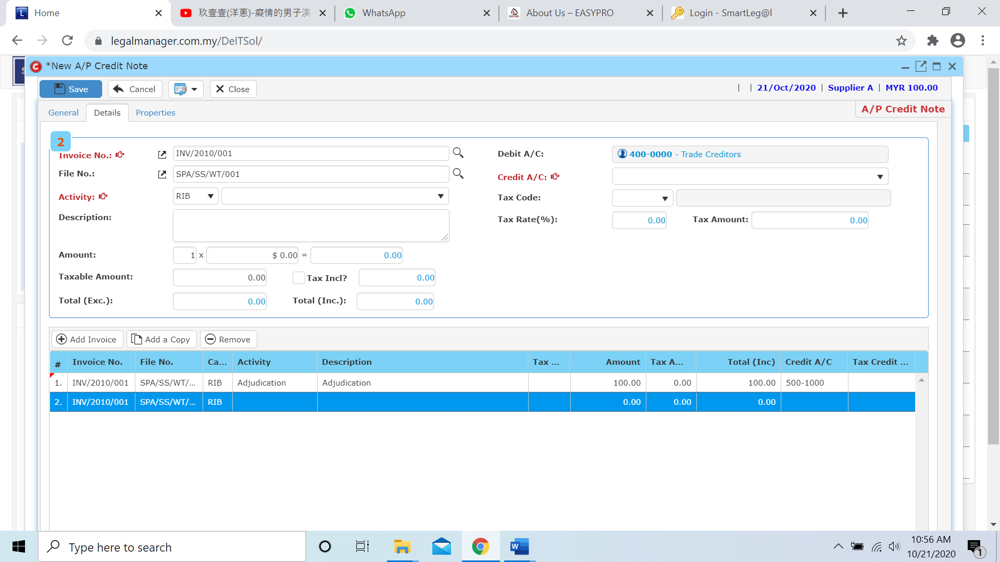 Home
玖壹壹(洋蔥)-癡情的男子漢
WhatsApp
About Us – EASYPRO
Login - SmartLeg@l
legalmanager.com.my/DeITSol/
*New A/P Credit Note
Save
Cancel
Close
| | 21/Oct/2020 | Supplier A | MYR 100.00
General
Details
Properties
A/P Credit Note
2
Invoice No.:
INV/2010/001
Debit A/C:
400-0000 - Trade Creditors
File No.:
SPA/SS/WT/001
Credit A/C:
Activity:
RIB
Tax Code:
Description:
Tax Rate(%):
0.00
Tax Amount:
0.00
Amount:
1 x $ 0.00 = 0.00
Taxable Amount:
0.00
Tax Incl?
0.00
Total (Exc.):
0.00
Total (Inc.):
0.00
Add Invoice
Add a Copy
Remove
# Invoice No. File No. Ca... Activity Description Tax ... Amount Tax A... Total (Inc) Credit A/C Tax Credit ...
1. INV/2010/001 SPA/SS/WT/... RIB Adjudication Adjudication 100.00 0.00 100.00 500-1000
2. INV/2010/001 SPA/SS/WT/... RIB 0.00 0.00 0.00
Type here to search
10:56 AM
10/21/2020
1